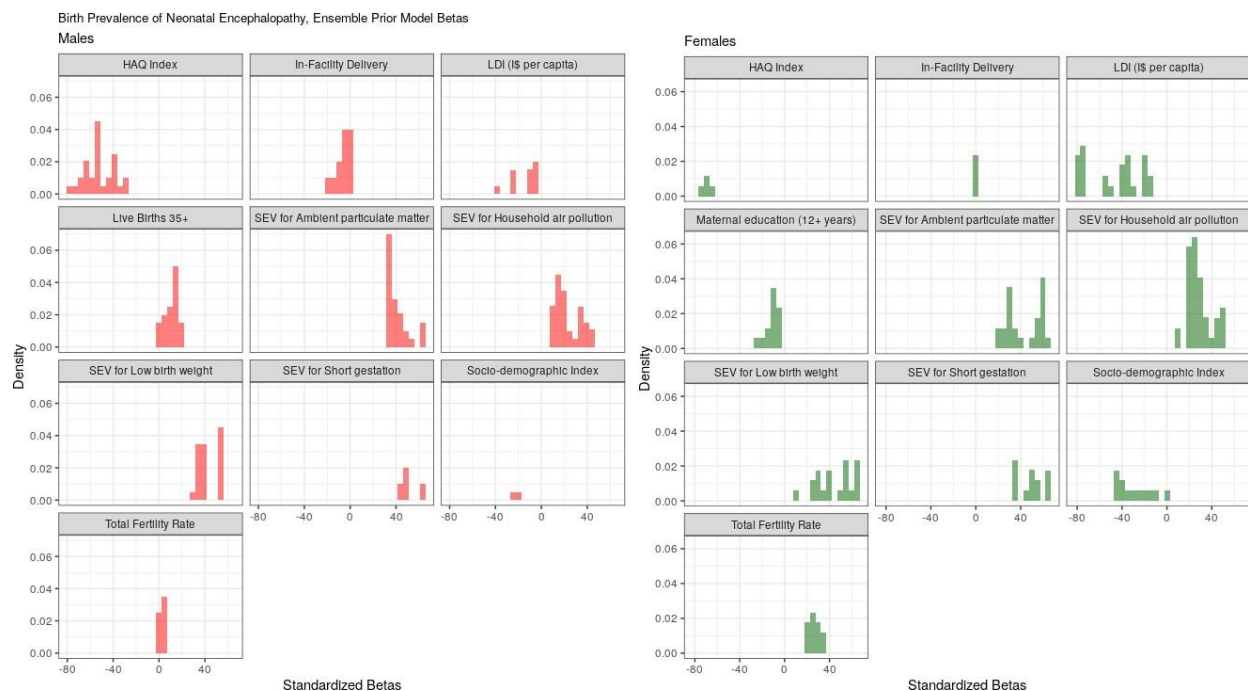 Birth Prevalence of Neonatal Encephalopathy, Ensemble Prior Model Betas
Males
HAQ Index
In-Facility Delivery
LDI (I$ per capita)
0.06
0.04
0.02
0.00
Live Births 35+
SEV for Ambient particulate matter
SEV for Household air pollution
0.06
0.04
0.02
0.00
Density
SEV for Low birth weight
SEV for Short gestation
Socio-demographic Index
0.06
0.04
0.02
0.00
-80 -40 0 40
-80 -40 0 40
Total Fertility Rate
0.06
0.04
0.02
0.00
-80 -40 0 40
Standardized Betas
Females
HAQ Index
In-Facility Delivery
LDI (I$ per capita)
0.06
0.04
0.02
0.00
Maternal education (12+ years)
SEV for Ambient particulate matter
SEV for Household air pollution
0.06
0.04
0.02
0.00
Density
SEV for Low birth weight
SEV for Short gestation
Socio-demographic Index
0.06
0.04
0.02
0.00
-80 -40 0 40
-80 -40 0 40
Total Fertility Rate
0.06
0.04
0.02
0.00
-80 -40 0 40
Standardized Betas